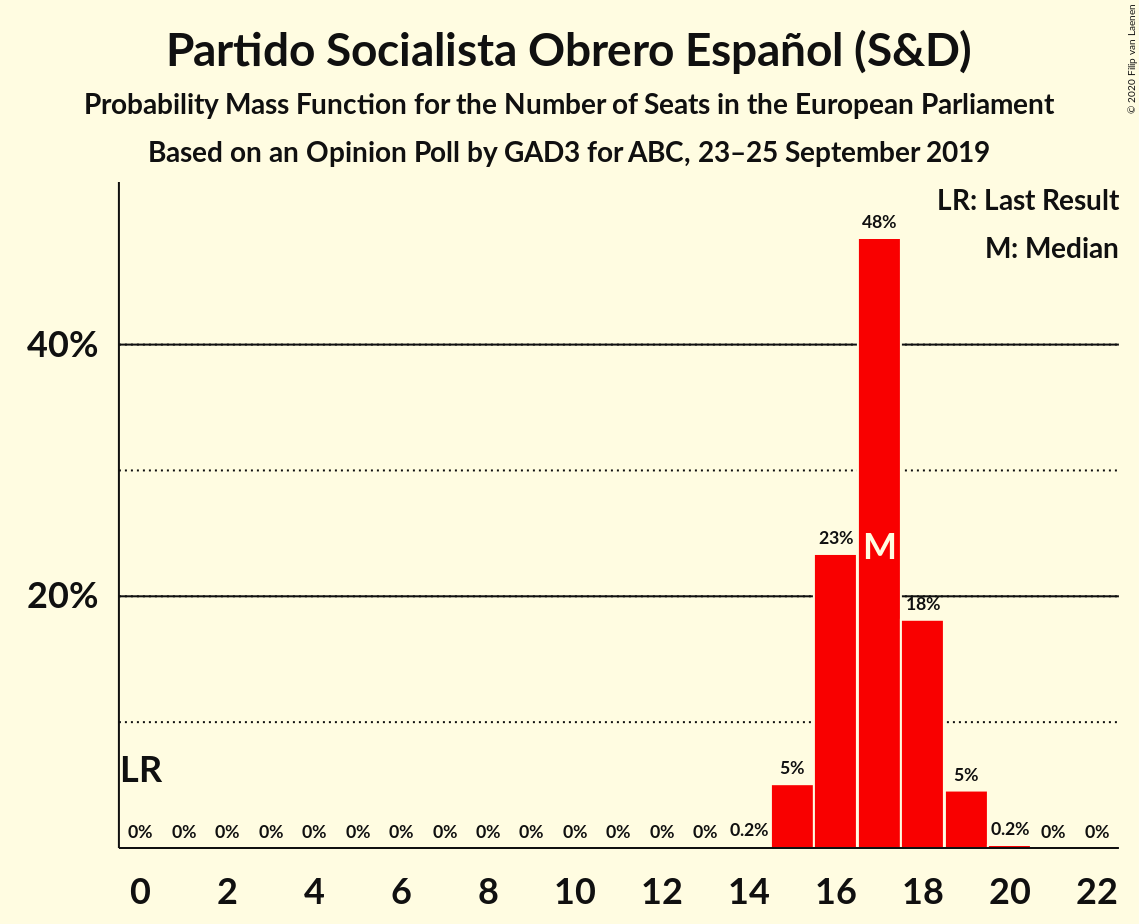 Partido Socialista Obrero Español (S&D)
Probability Mass Function for the Number of Seats in the European Parliament
Based on an Opinion Poll by GAD3 for ABC, 23–25 September 2019
© 2020 Filip van Laenen
LR: Last Result
M: Median
48%
40%
23%
M
20%
18%
LR
5%
5%
0% 0% 0% 0% 0% 0% 0% 0% 0% 0% 0% 0% 0% 0% 0.2% 0.2% 0% 0%
0 2 4 6 8 10 12 14 16 18 20 22